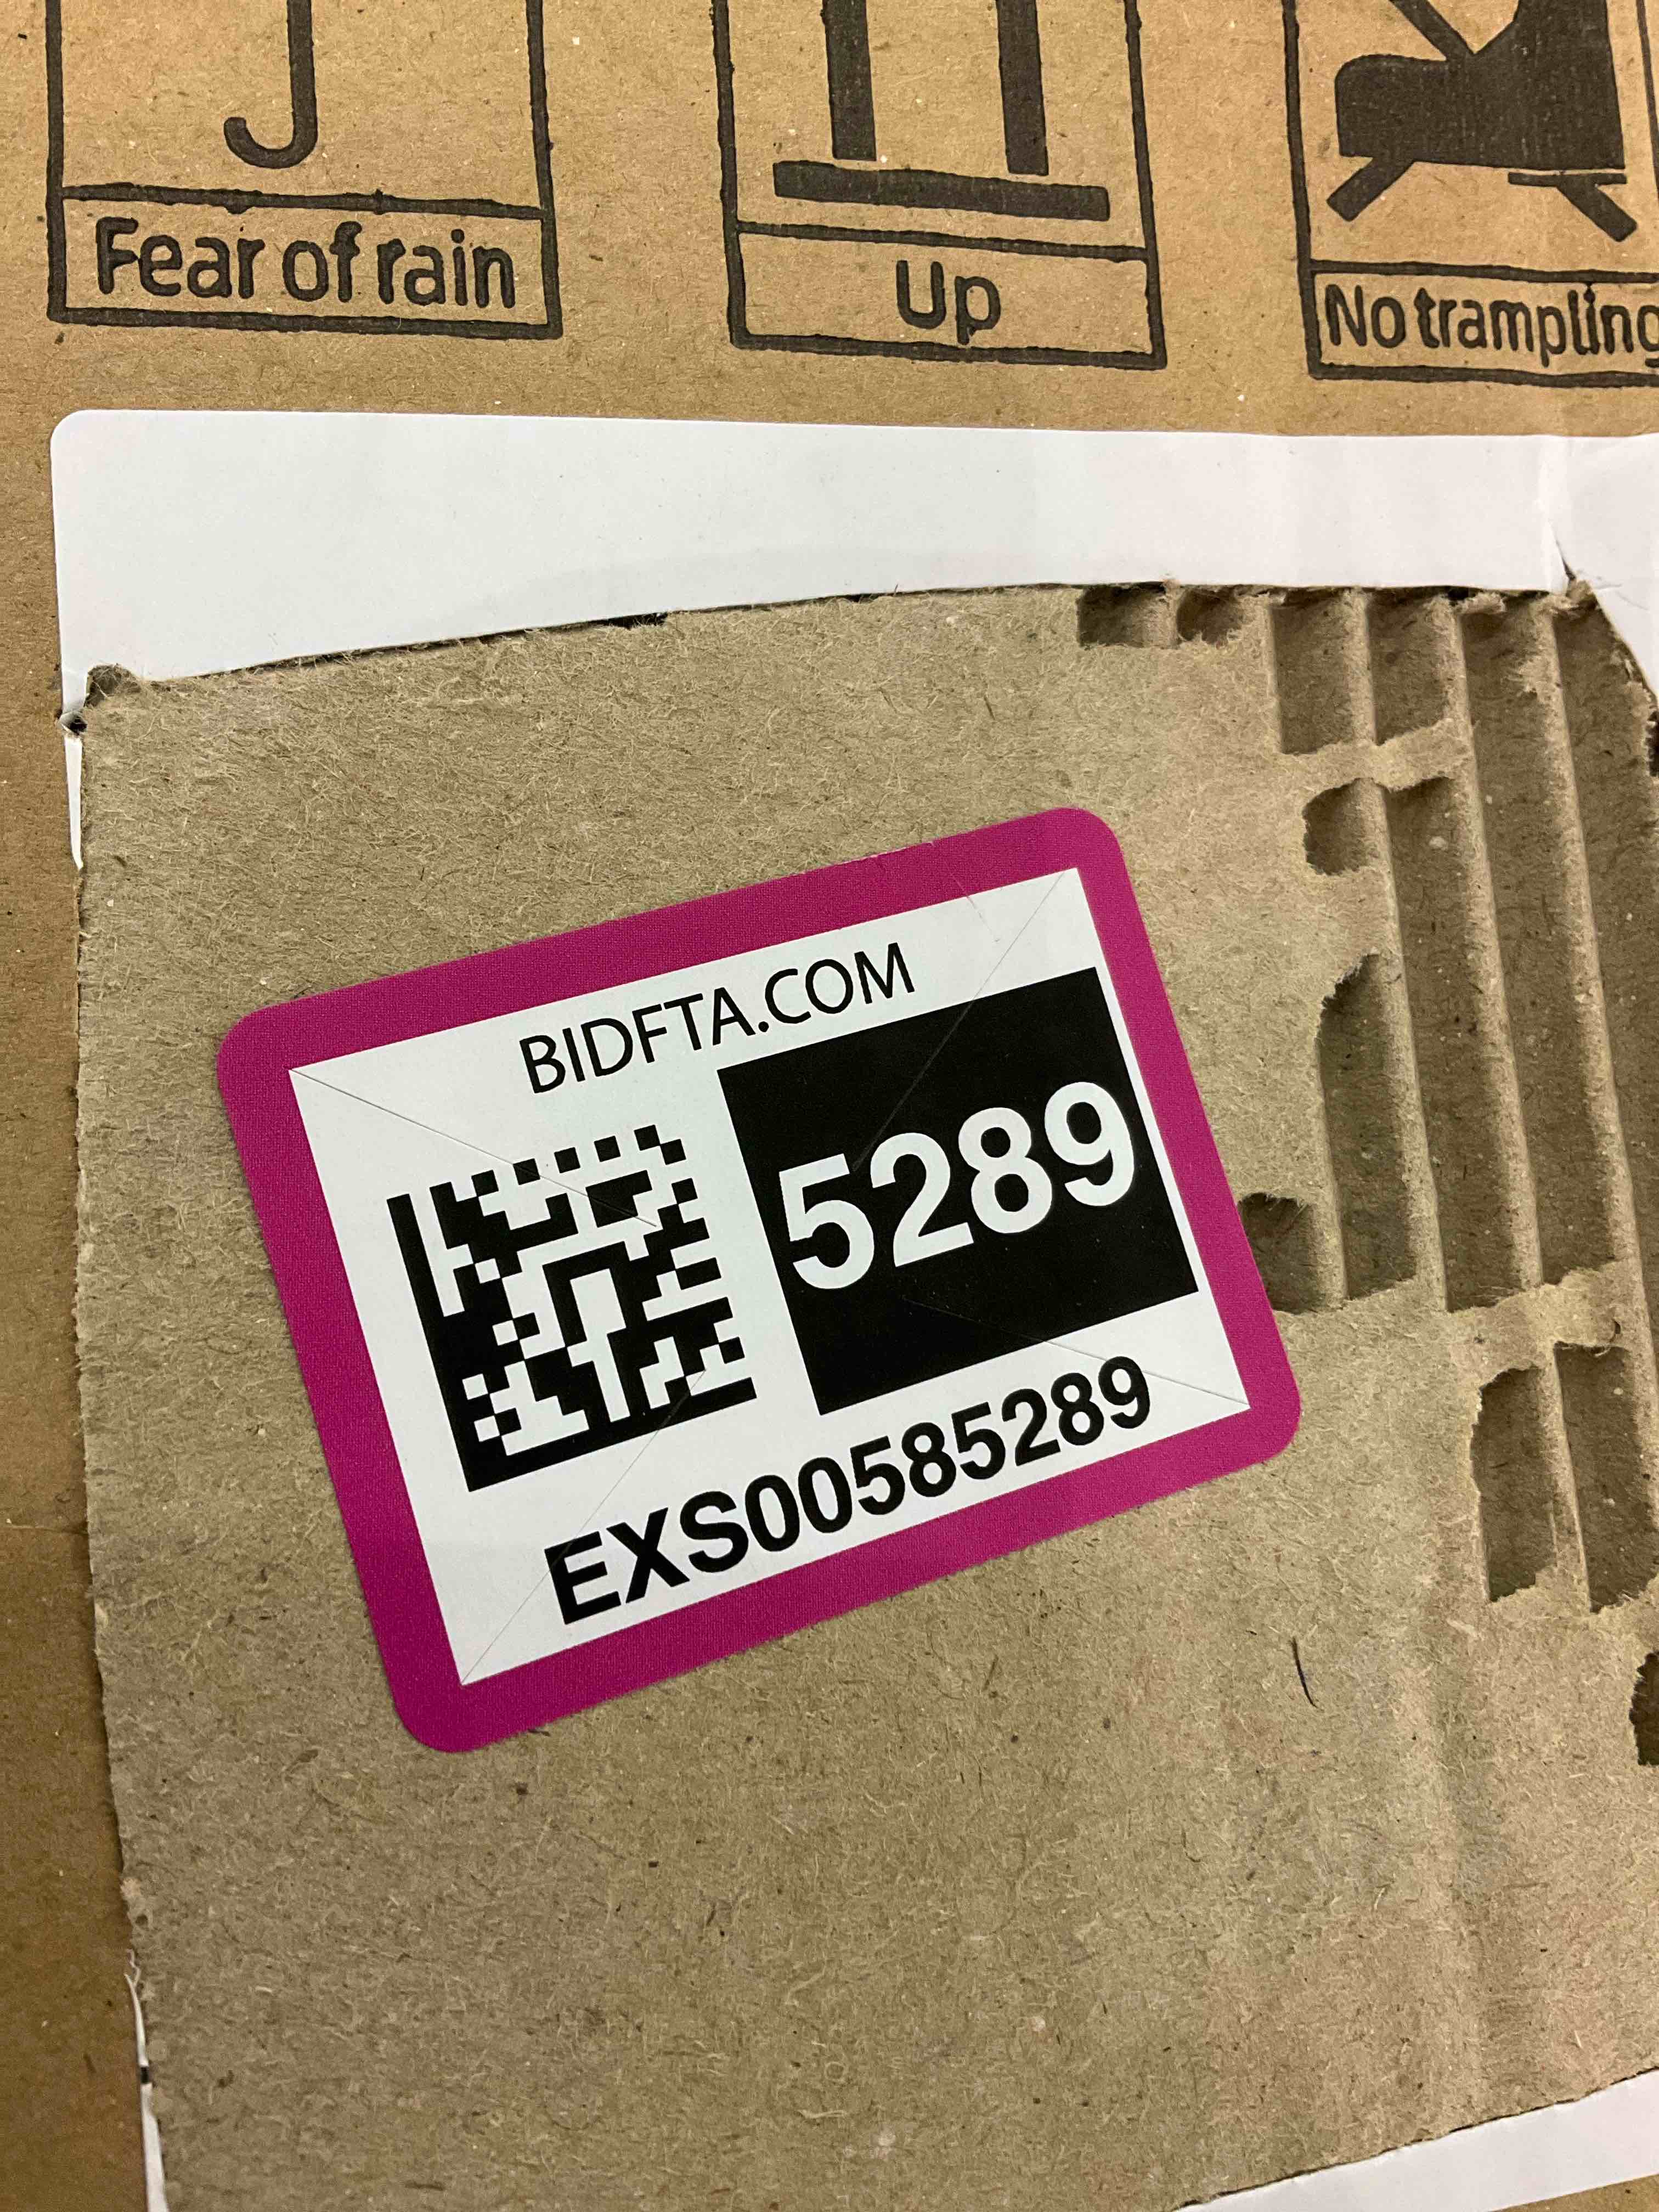 Fear of rain
Up
No trampling
BIDFTA.COM
5289
EXS00585289